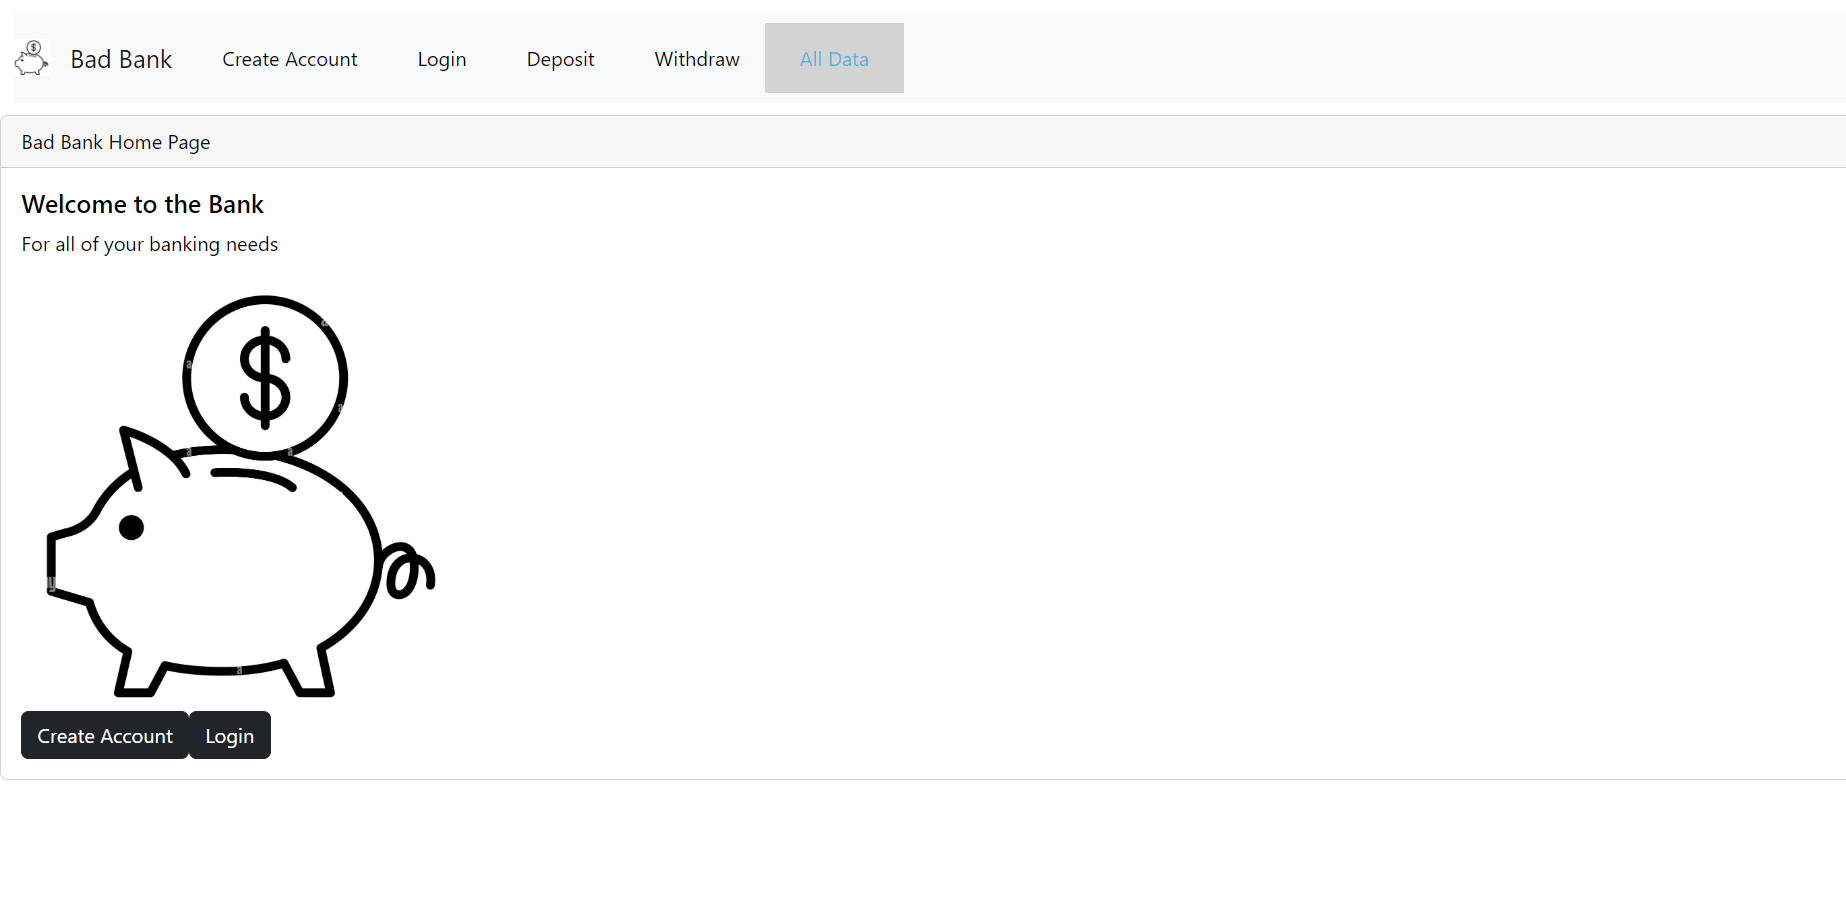 Bad Bank Create Account Login Deposit Withdraw All Data
Bad Bank Home Page
Welcome to the Bank
For all of your banking needs
$
Create Account Login